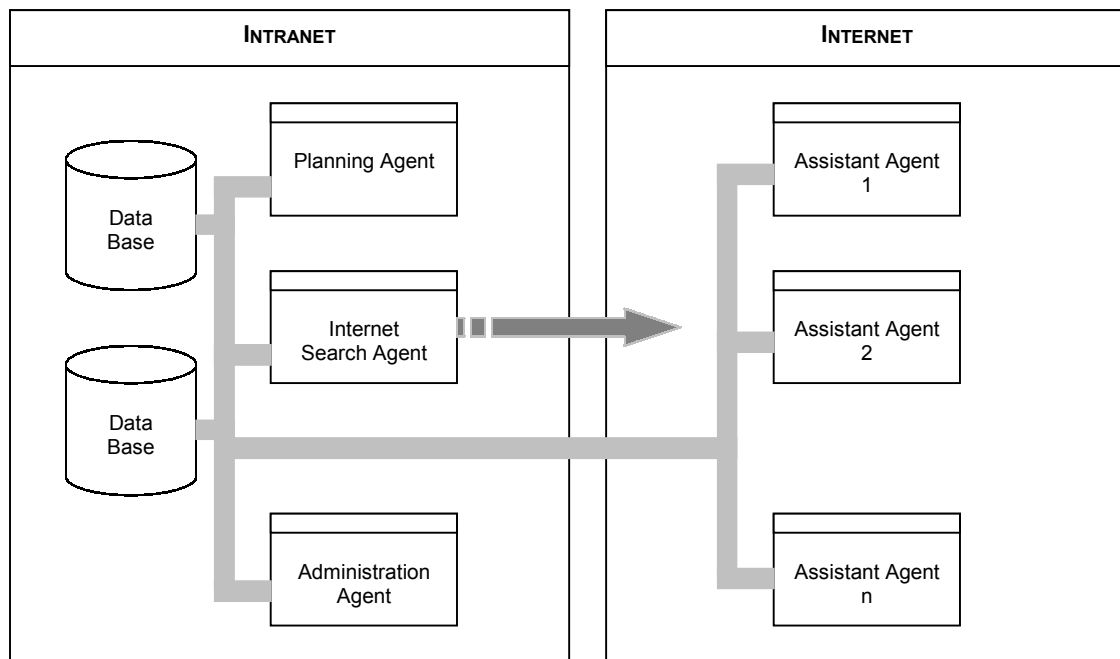 INTRANET
INTERNET
Planning Agent
Data
Base
Internet
Search Agent
Data
Base
Administration
Agent
Assistant Agent
1
Assistant Agent
2
Assistant Agent
n